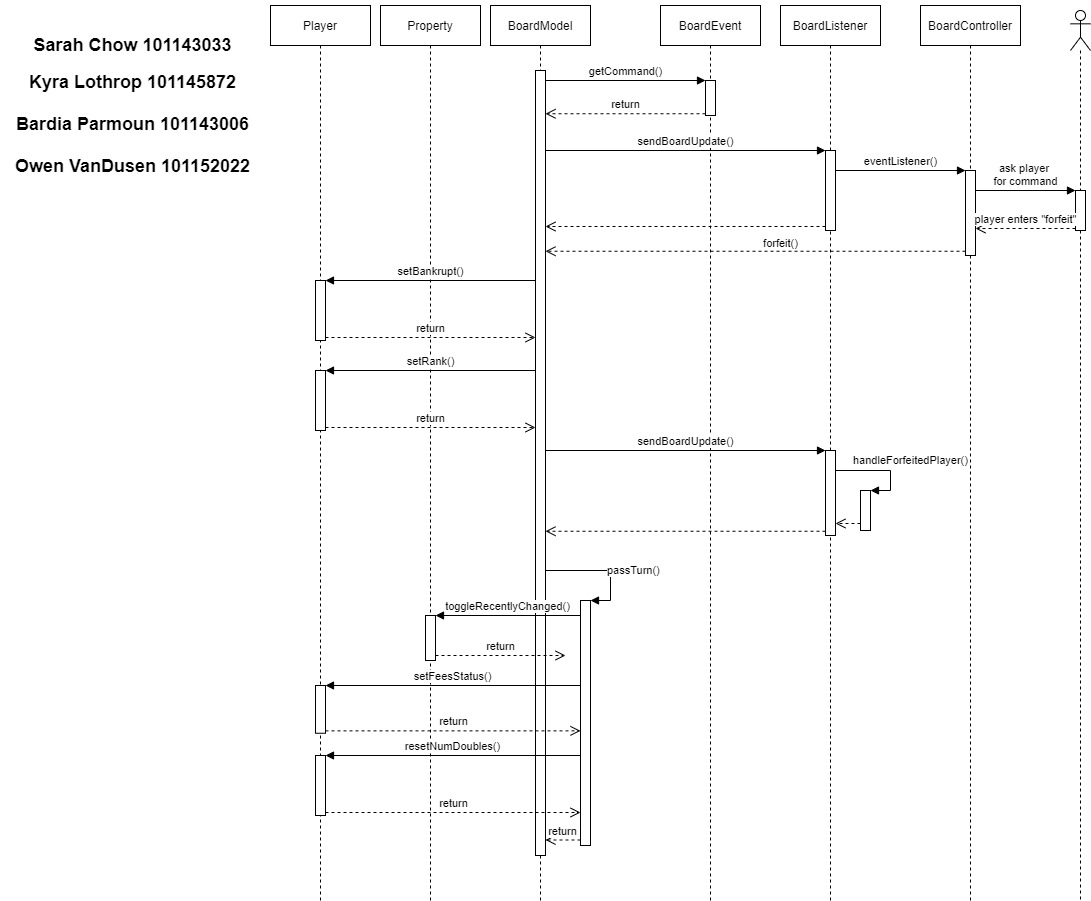 Player
Property
BoardModel
BoardEvent
BoardListener
BoardController
Sarah Chow 101143033
Kyra Lothrop 101145872
Bardia Parmoun 101143006
Owen VanDusen 101152022
getCommand()
return
sendBoardUpdate()
eventListener()
ask player
for command
player enters "forfeit"
forfeit()
setBankrupt()
return
setRank()
return
sendBoardUpdate()
handleForfeitedPlayer()
passTurn()
toggleRecentlyChanged()
return
setFeesStatus()
return
resetNumDoubles()
return
return